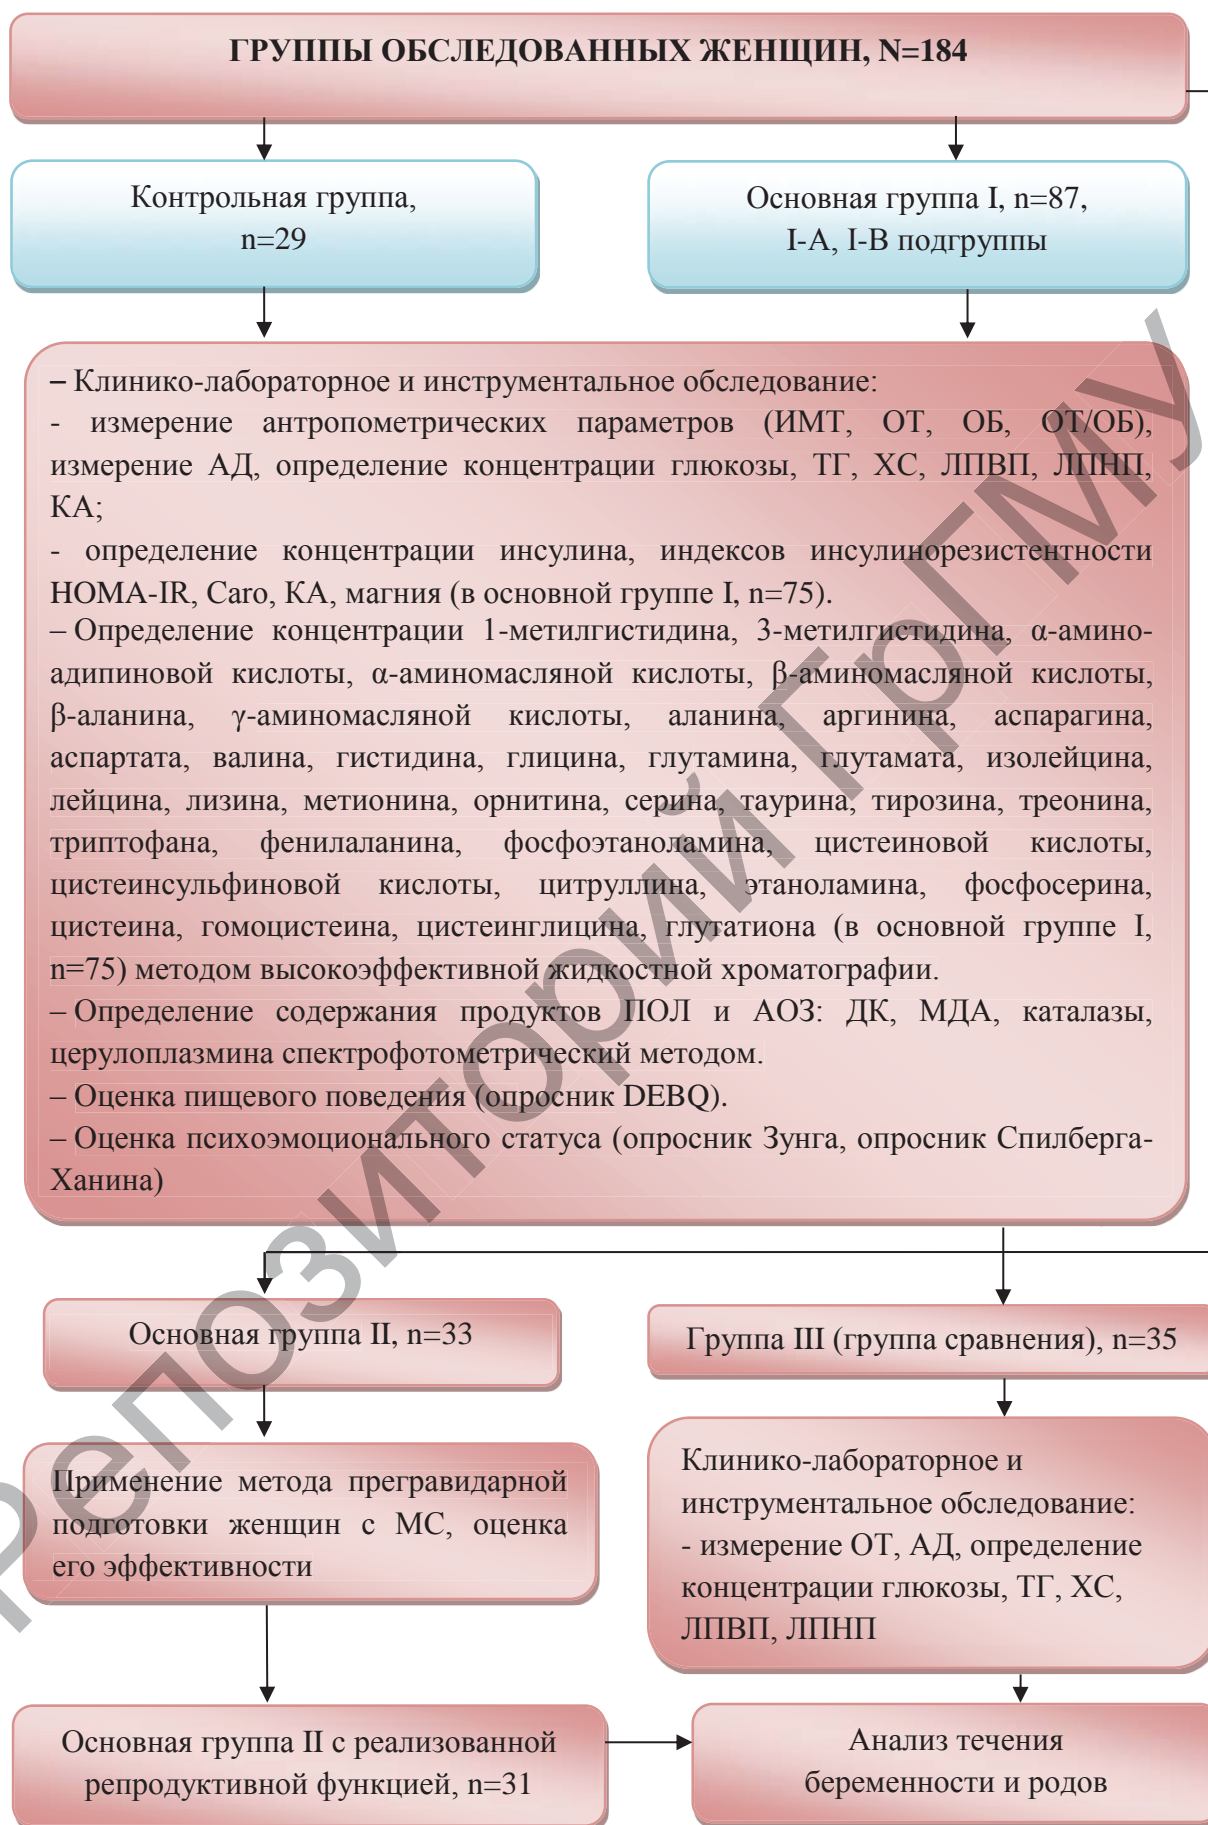 ГРУППЫ ОБСЛЕДОВАННЫХ ЖЕНЩИН, N=184
Контрольная группа,
n=29
Основная группа I, n=87,
I-А, I-В подгруппы
– Клинико-лабораторное и инструментальное обследование:
- измерение антропометрических параметров (ИМТ, ОТ, ОБ, ОТ/ОБ),
измерение АД, определение концентрации глюкозы, ТГ, ХС, ЛПВП, ЛПНП,
КА;
- определение концентрации инсулина, индексов инсулинорезистентности
HOMA-IR, Caro, КА, магния (в основной группе I, n=75).
– Определение концентрации 1-метилгистидина, 3-метилгистидина, α-амино-
адипиновой кислоты, α-аминомасляной кислоты, β-аминомасляной кислоты,
β-аланина, γ-аминомасляной кислоты, аланина, аргинина, аспарагина,
аспартата, валина, гистидина, глицина, глутамина, глутамата, изолейцина,
лейцина, лизина, метионина, орнитина, серина, таурина, тирозина, треонина,
триптофана, фенилаланина, фосфоэтаноламина, цистеиновой кислоты,
цистеинсульфиновой кислоты, цитруллина, этаноламина, фосфосерина,
цистеина, гомоцистеина, цистеинглицина, глутатиона (в основной группе I,
n=75) методом высокоэффективной жидкостной хроматографии.
– Определение содержания продуктов ПОЛ и АОЗ: ДК, МДА, каталазы,
церулоплазмина спектрофотометрический методом.
– Оценка пищевого поведения (опросник DEBQ).
– Оценка психоэмоционального статуса (опросник Зунга, опросник Спилберга-
Ханина)
Основная группа II, n=33
Группа III (группа сравнения), n=35
Применение метода прегравидарной
подготовки женщин с МС, оценка
его эффективности
Клинико-лабораторное и
инструментальное обследование:
- измерение ОТ, АД, определение
концентрации глюкозы, ТГ, ХС,
ЛПВП, ЛПНП
Основная группа II с реализованной
репродуктивной функцией, n=31
Анализ течения
беременности и родов
Репозиторий ГрГМУ